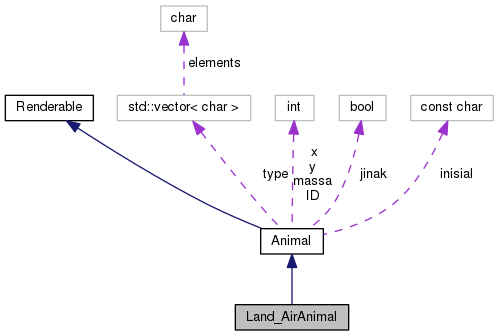 char
elements
Renderable
std::vector< char >
int
bool
const char
type
x
y
massa
ID
jinak
inisial
Animal
Land_AirAnimal